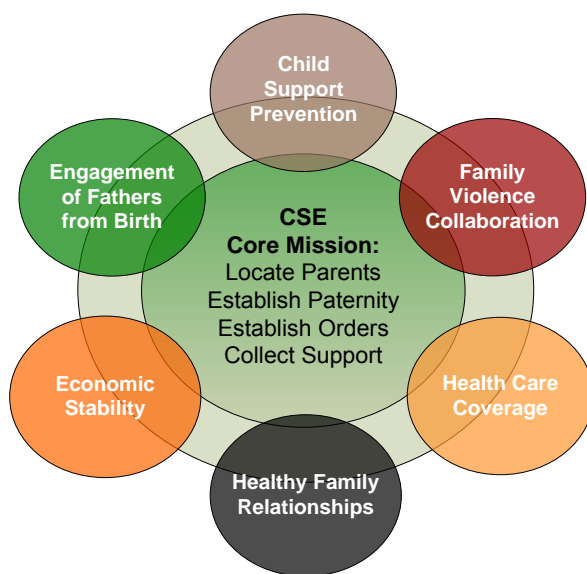 Child
Support
Prevention
Engagement
of Fathers
from Birth
Family
Violence
Collaboration
CSE
Core Mission:
Locate Parents
Establish Paternity
Establish Orders
Collect Support
Economic
Stability
Health Care
Coverage
Healthy Family
Relationships